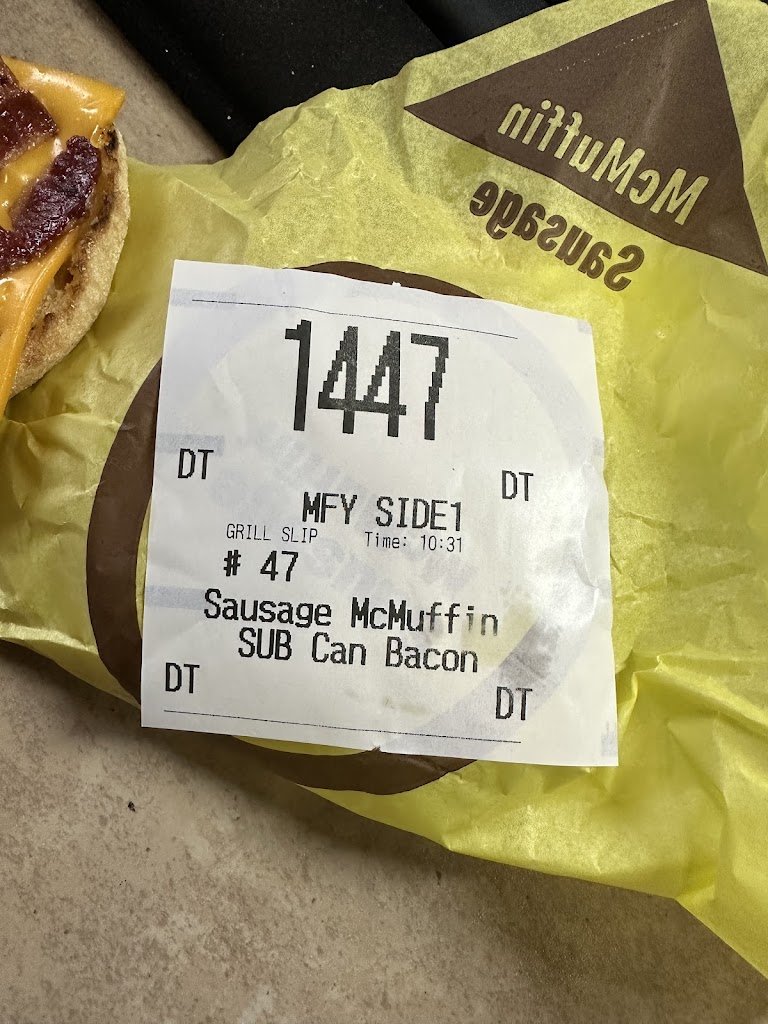 McMuffin
Sausage
1447
DT DT
MFY SIDE1
GRILL SLIP Time: 10:31
# 47
Sausage McMuffin
SUB Can Bacon
DT DT